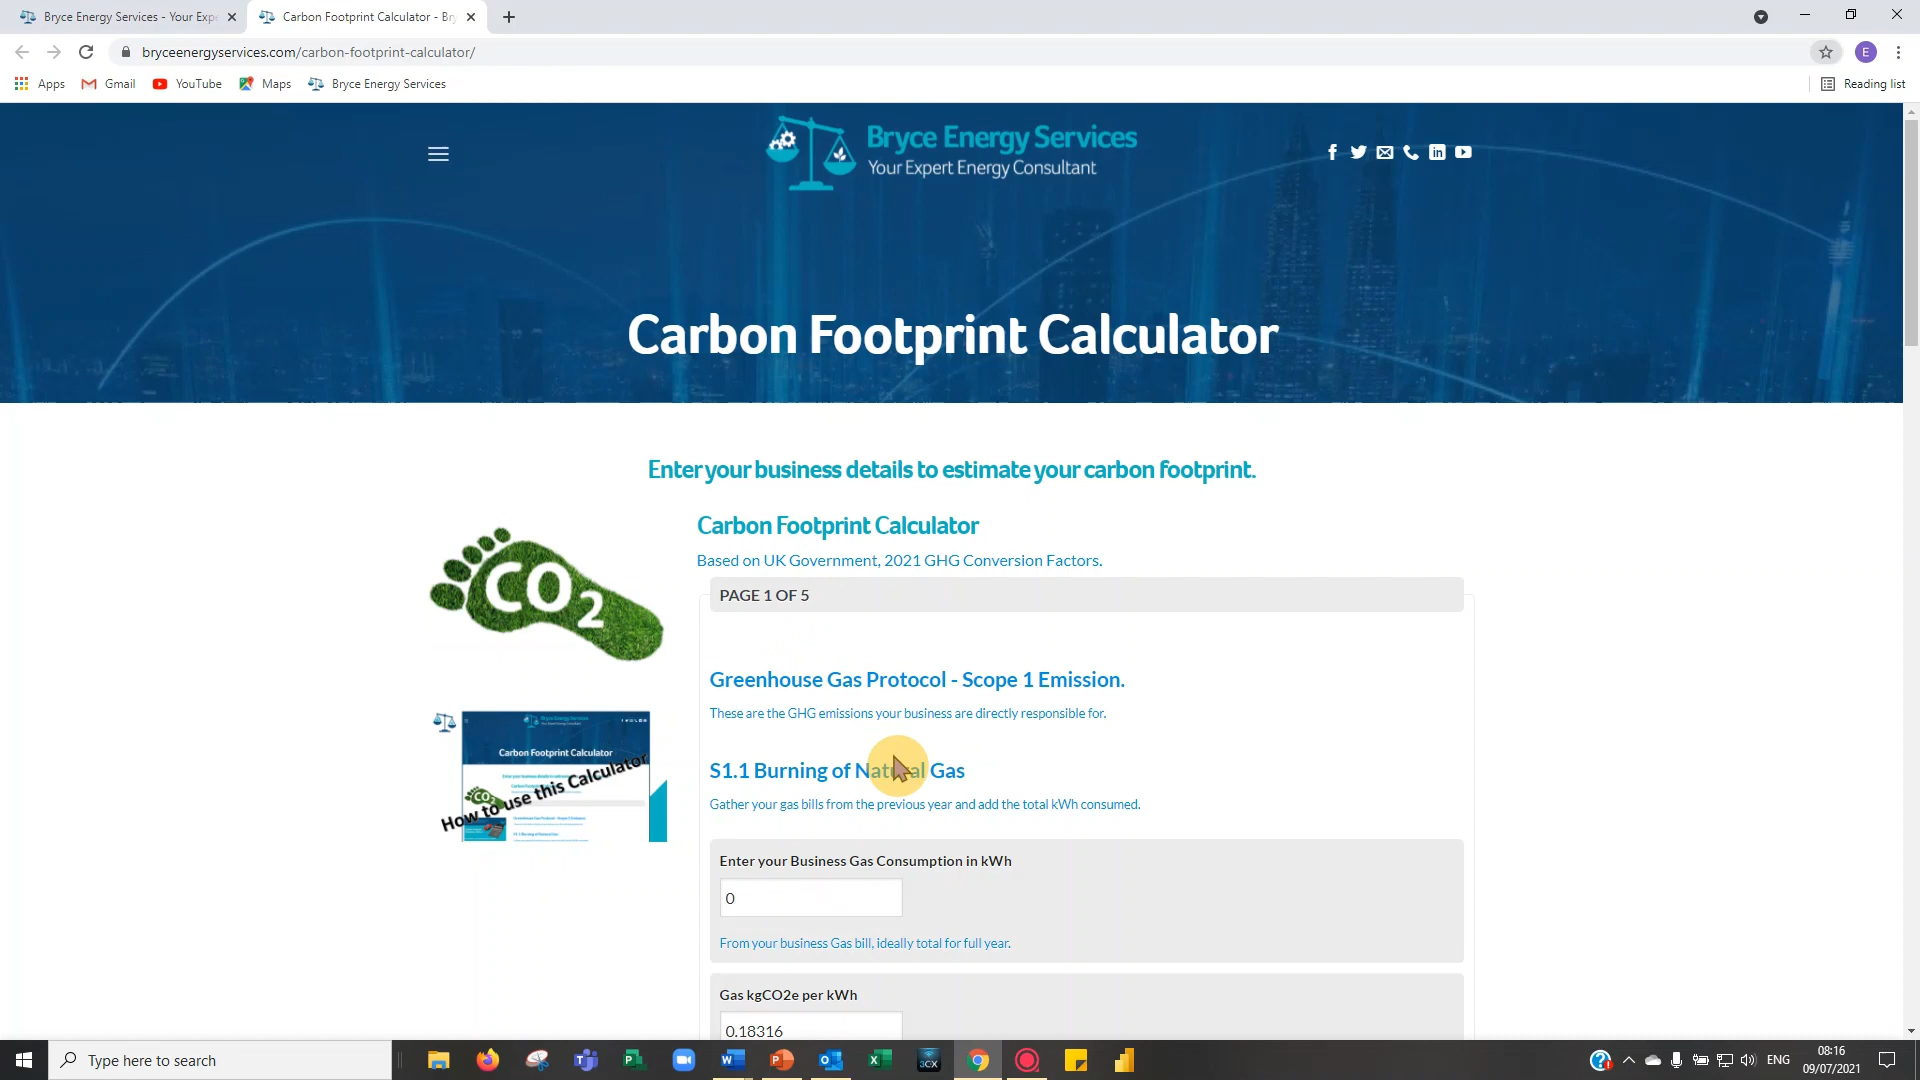 Bryce Energy Services - Your Exp
Carbon Footprint Calculator - Bry
bryceenergyservices.com/carbon-footprint-calculator/
E
Apps
Gmail
YouTube
Maps
Bryce Energy Services
Reading list
Bryce Energy Services
Your Expert Energy Consultant
Carbon Footprint Calculator
Enter your business details to estimate your carbon footprint.
CO2
Carbon Footprint Calculator
Based on UK Government, 2021 GHG Conversion Factors.
PAGE 1 OF 5
Greenhouse Gas Protocol - Scope 1 Emission.
These are the GHG emissions your business are directly responsible for.
Carbon Footprint Calculator
How to use this Calculator
S1.1 Burning of Natural Gas
Gather your gas bills from the previous year and add the total kWh consumed.
Enter your Business Gas Consumption in kWh
0
From your business Gas bill, ideally total for full year.
Gas kgCO2e per kWh
0.18316
Type here to search
3CX
ENG
08:16
09/07/2021